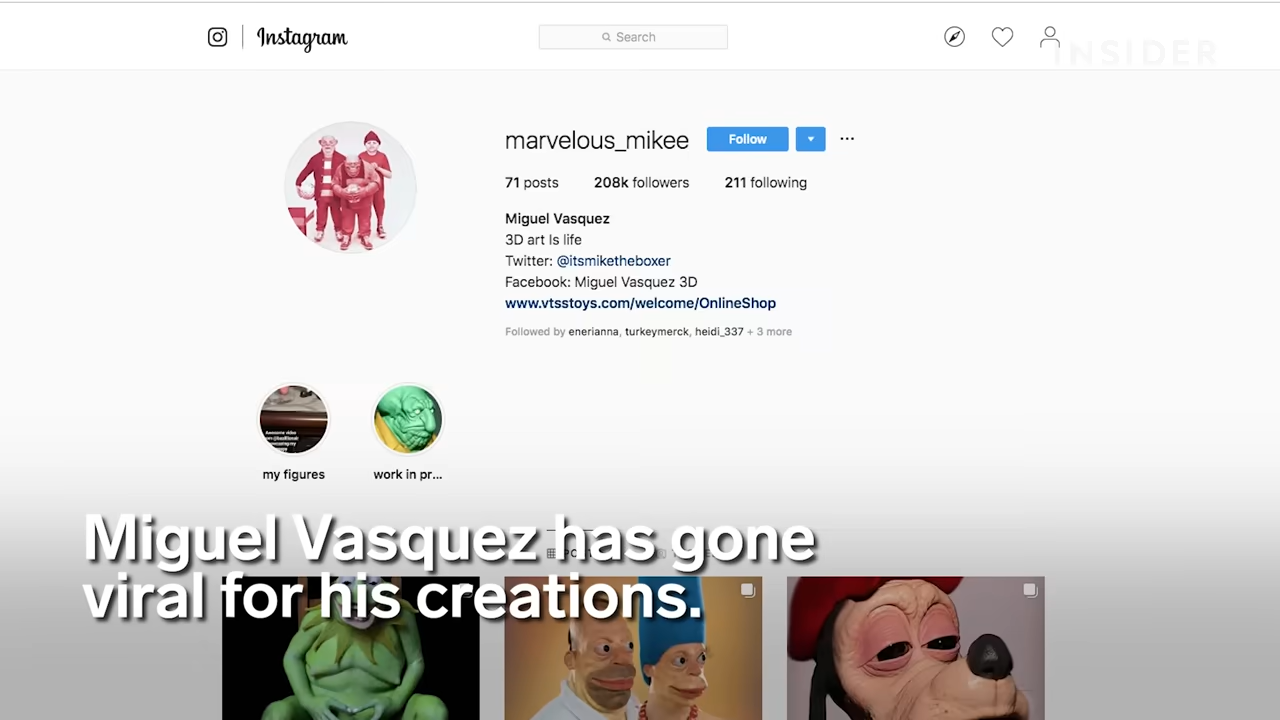 Instagram
Search
INSIDER
marvelous_mikee
Follow
71 posts 208k followers 211 following
Miguel Vasquez
3D art Is life
Twitter: @itsmiketheboxer
Facebook: Miguel Vasquez 3D
www.vtsstoys.com/welcome/OnlineShop
Followed by enerianna, turkeymerck, heidi_337 + 3 more
my figures
work in pr...
Miguel Vasquez has gone
viral for his creations.